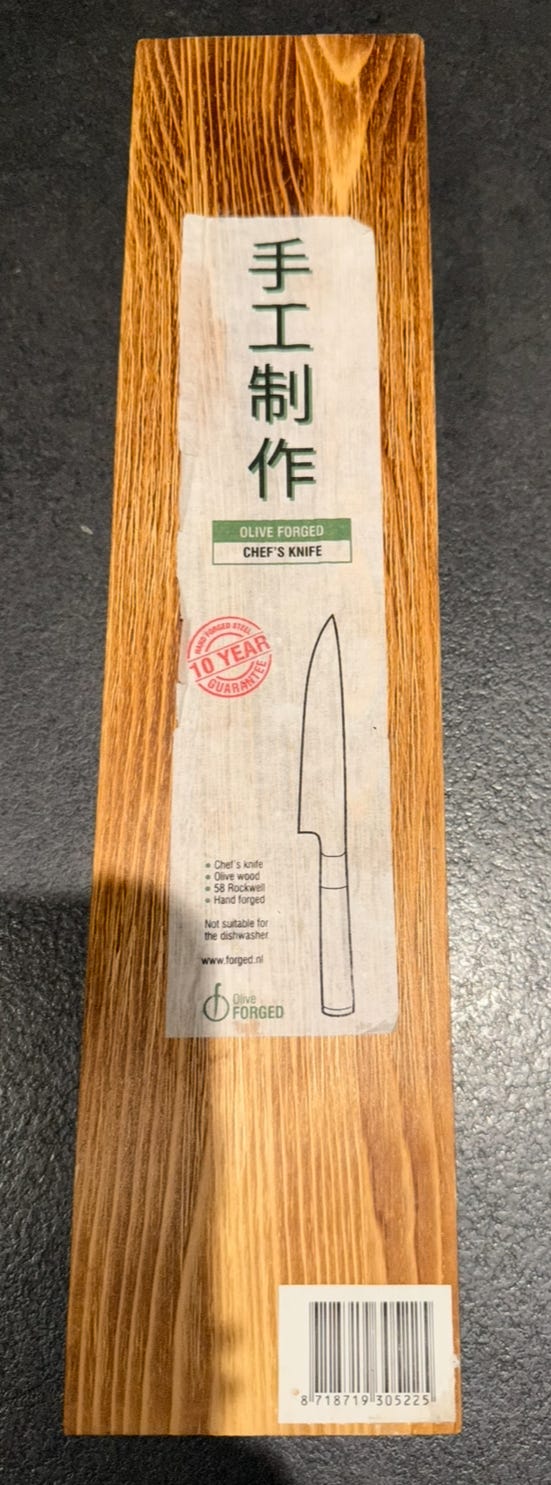 手
工
制
作
OLIVE FORGED
CHEF'S KNIFE
HAND FORGED STEEL
10 YEAR
GUARANTEE
• Chef's knife
• Olive wood
• 58 Rockwell
• Hand forged
Not suitable for
the dishwasher
www.forged.nl
Olive
FORGED
8 718719 305225